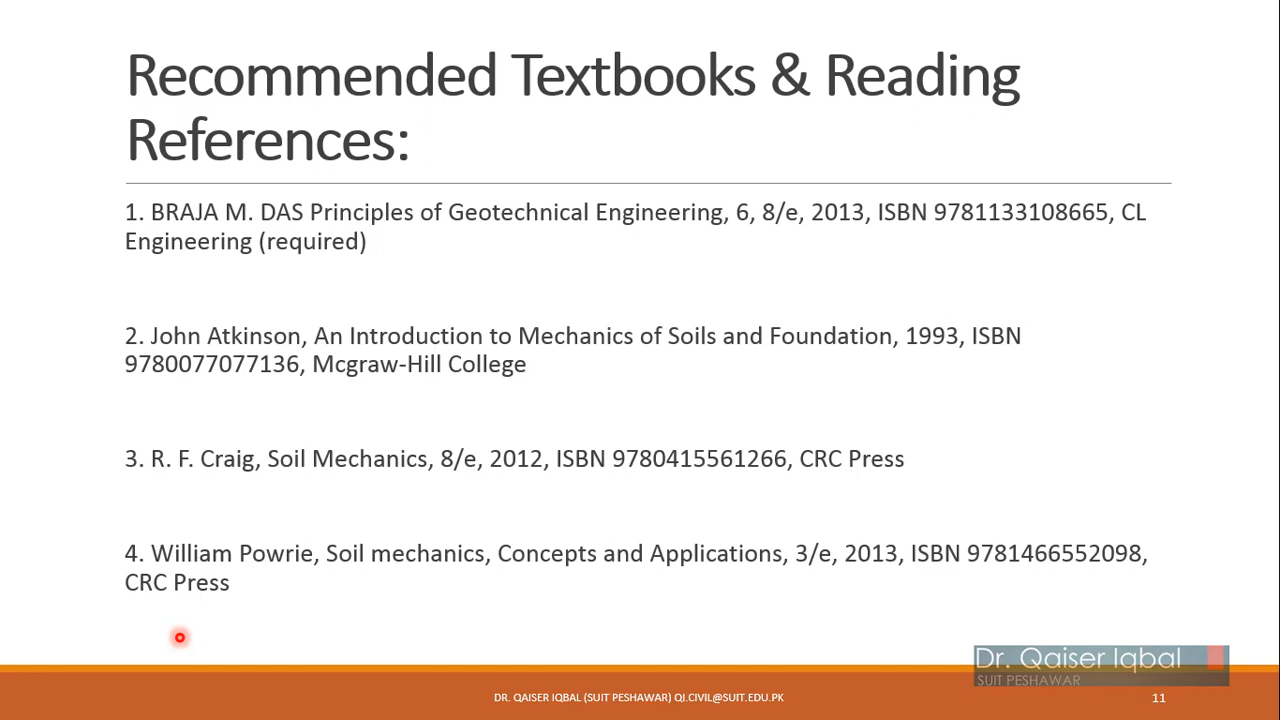 Recommended Textbooks & Reading
References:
1. BRAJA M. DAS Principles of Geotechnical Engineering, 6, 8/e, 2013, ISBN 9781133108665, CL
Engineering (required)
2. John Atkinson, An Introduction to Mechanics of Soils and Foundation, 1993, ISBN
9780077077136, Mcgraw-Hill College
3. R. F. Craig, Soil Mechanics, 8/e, 2012, ISBN 9780415561266, CRC Press
4. William Powrie, Soil mechanics, Concepts and Applications, 3/e, 2013, ISBN 9781466552098,
CRC Press
Dr. Qaiser Iqbal
SUIT PESHAWAR
DR. QAISER IQBAL (SUIT PESHAWAR) QI.CIVIL@SUIT.EDU.PK
11